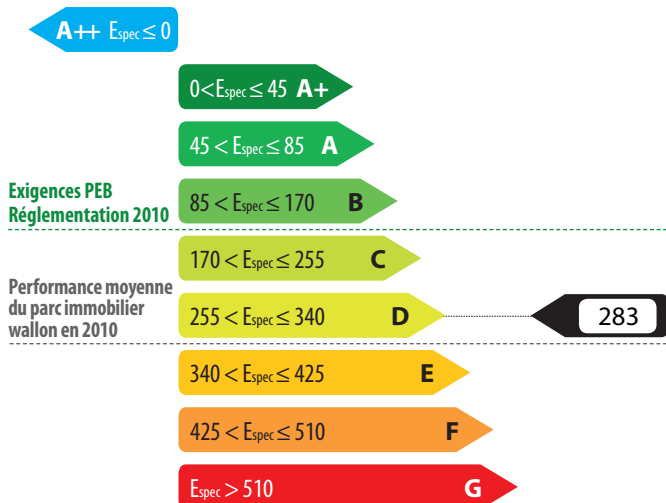 A++ Espec ≤ 0
0 < Espec ≤ 45 A+
45 < Espec ≤ 85 A
Exigences PEB
Réglementation 2010
85 < Espec ≤ 170 B
170 < Espec ≤ 255 C
Performance moyenne
du parc immobilier
wallon en 2010
255 < Espec ≤ 340 D
283
340 < Espec ≤ 425 E
425 < Espec ≤ 510 F
Espec > 510 G